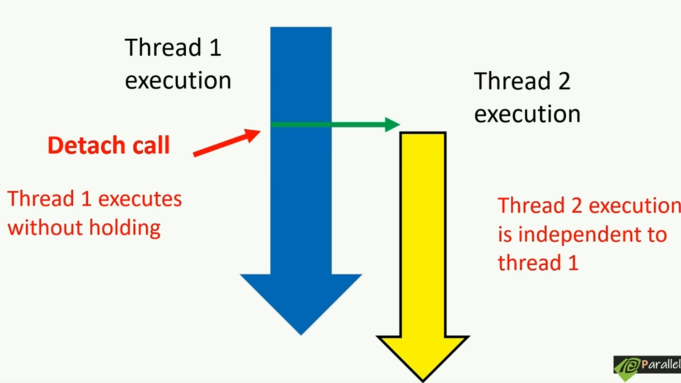 Thread 1
execution
Thread 2
execution
Detach call
Thread 1 executes
without holding
Thread 2 execution
is independent to
thread 1
Parallel